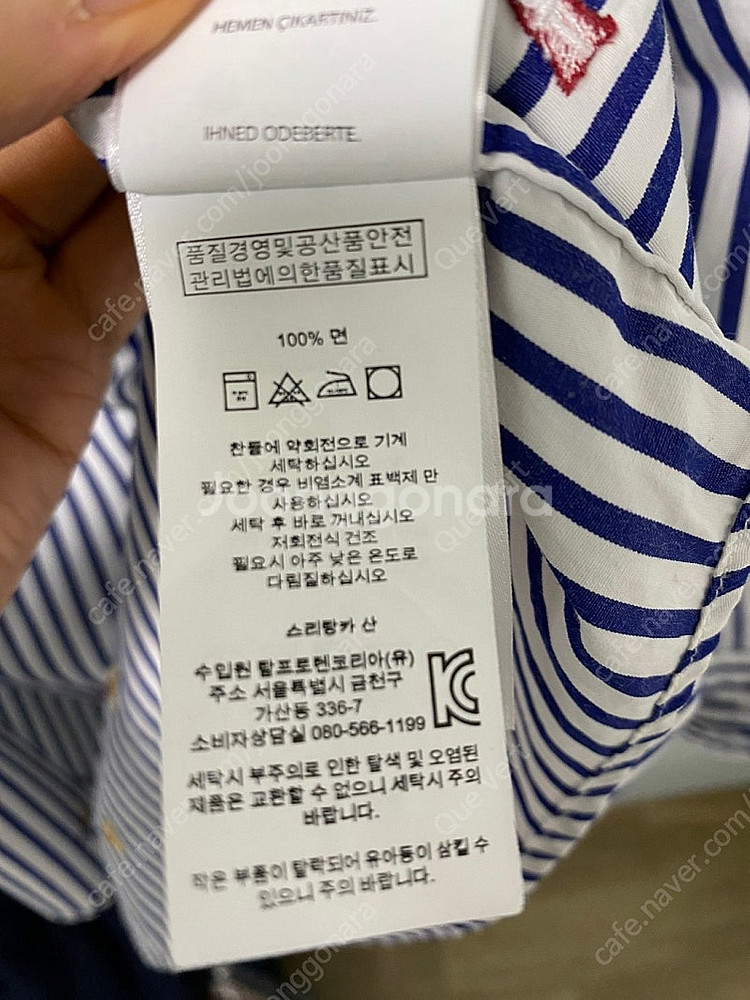 HEMEN ÇIKARTINIZ.
IHNED ODEBERTE.
품질경영및공산품안전
관리법에의한품질표시
100% 면
찬물에 약회전으로 기계
세탁하십시오
필요한 경우 비염소계 표백제 만
사용하십시오
세탁 후 바로 꺼내십시오
저회전식 건조
필요시 아주 낮은 온도로
다림질하십시오
스리랑카 산
수입원 랄프로렌코리아(유)
주소 서울특별시 금천구
가산동 336-7
소비자상담실 080-566-1199
세탁시 부주의로 인한 탈색 및 오염된
제품은 교환할 수 없으니 세탁시 주의
바랍니다.
작은 부품이 탈락되어 유아동이 삼킬 수
있으니 주의 바랍니다.
joonggonara
cafe.naver.com/joonggonara
Que Vert